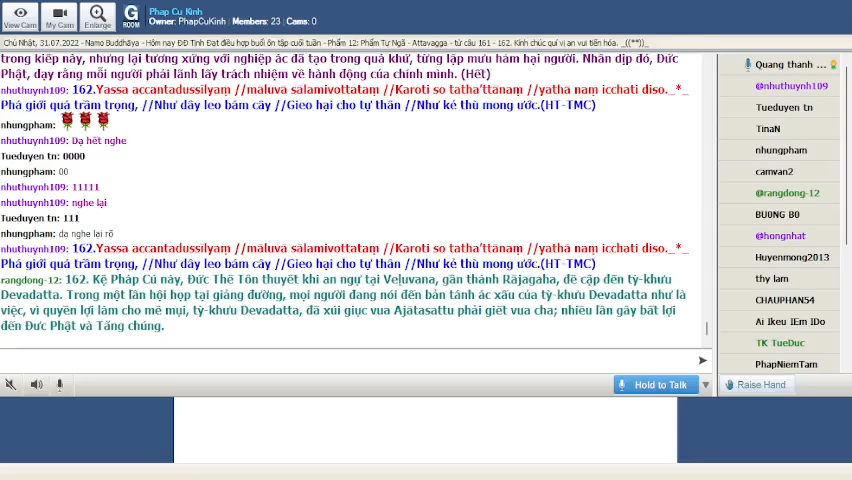 View Cam
My Cam
Enlarge
G ROOM
Phap Cu Kinh
Owner: PhapCuKinh | Members: 23 | Cams: 0
Chủ Nhật, 31.07.2022 - Namo Buddhāya - Hôm nay ĐĐ Tịnh Đạt điều hợp buổi ôn tập cuối tuần - Phẩm 12: Phẩm Tự Ngã - Attavagga - từ câu 161 - 162. Kính chúc quí vị an vui tiến hóa. _((**))_
trong kiếp này, nhưng lại tương xứng với nghiệp ác đã tạo trong quá khứ, từng lập mưu hãm hại người. Nhân dịp đó, Đức
Phật, dạy rằng mỗi người phải lãnh lấy trách nhiệm về hành động của chính mình. (Hết)
nhuthuynh109: 162.Yassa accantadussīlyaṃ //māluvā sālamivottataṃ //Karoti so tatha'ttānaṃ //yathā naṃ icchati diso._*_
Phá giới quá trầm trọng, //Như dây leo bám cây //Gieo hại cho tự thân //Như kẻ thù mong ước.(HT-TMC)
nhungpham:
nhuthuynh109: Dạ hết nghe
Tueduyen tn: 0000
nhungpham: 00
nhuthuynh109: 11111
nhuthuynh109: nghe lại
Tueduyen tn: 111
nhungpham: dạ nghe lại rõ
nhuthuynh109: 162.Yassa accantadussīlyaṃ //māluvā sālamivottataṃ //Karoti so tatha'ttānaṃ //yathā naṃ icchati diso._*_
Phá giới quá trầm trọng, //Như dây leo bám cây //Gieo hại cho tự thân //Như kẻ thù mong ước.(HT-TMC)
rangdong-12: 162. Kệ Pháp Cú này, Đức Thế Tôn thuyết khi an ngự tại Veḷuvana, gần thành Rājagaha, đề cập đến tỳ-khưu
Devadatta. Trong một lần hội họp tại giảng đường, mọi người đang nói đến bản tánh ác xấu của tỳ-khưu Devadatta như là
việc, vì quyền lợi làm cho mê muội, tỳ-khưu Devadatta, đã xúi giục vua Ajātasattu phải giết vua cha; nhiều lần gây bất lợi
đến Đức Phật và Tăng chúng.
Hold to Talk
Raise Hand
Quang thanh ...
@nhuthuynh109
Tueduyen tn
TinaN
nhungpham
camvan2
@rangdong-12
BUONG BO
@hongnhat
Huyenmong2013
thy lam
CHAUPHAN54
Ai Ikeu IEm IDo
TK TueDuc
PhapNiemTam